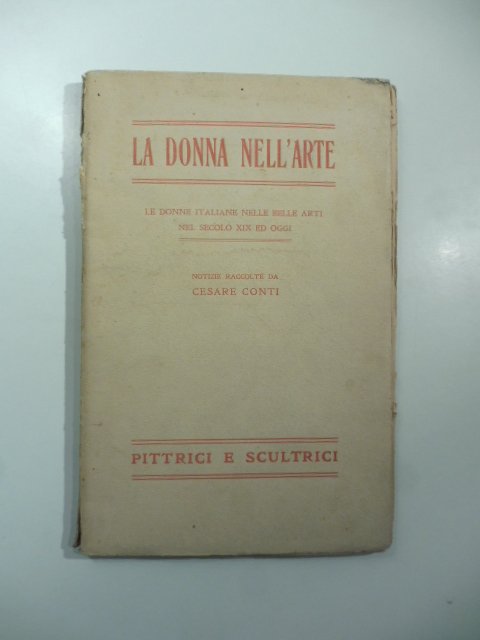 LA DONNA NELL'ARTE
LE DONNE ITALIANE NELLE BELLE ARTI
NEL SECOLO XIX ED OGGI
NOTIZIE RACCOLTE DA
CESARE CONTI
PITTRICI E SCULTRICI